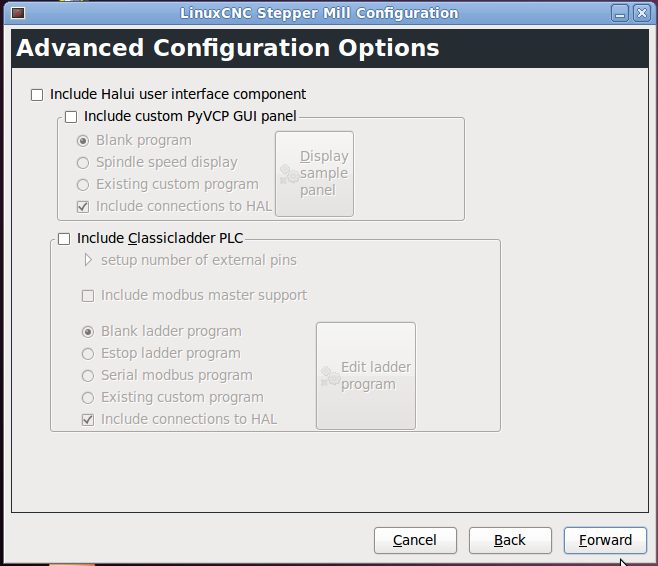 LinuxCNC Stepper Mill Configuration
Advanced Configuration Options
Include Halui user interface component
Include custom PyVCP GUI panel
Blank program
Spindle speed display
Existing custom program
Include connections to HAL
Display
sample
panel
Include Classicladder PLC
setup number of external pins
Include modbus master support
Blank ladder program
Estop ladder program
Serial modbus program
Existing custom program
Include connections to HAL
Edit ladder
program
Cancel
Back
Forward